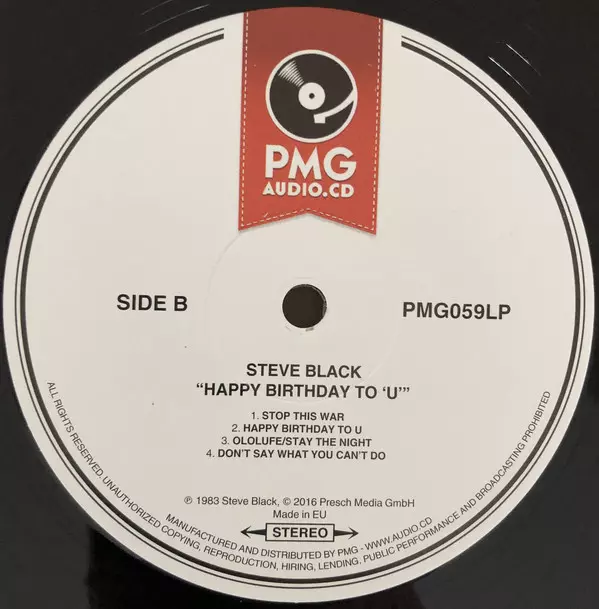 PMG
AUDIO.CD
SIDE B
PMG059LP
STEVE BLACK
“HAPPY BIRTHDAY TO ‘U’”
1. STOP THIS WAR
2. HAPPY BIRTHDAY TO U
3. OLOLUFE/STAY THE NIGHT
4. DON'T SAY WHAT YOU CAN'T DO
℗ 1983 Steve Black, © 2016 Presch Media GmbH
Made in EU
STEREO
MANUFACTURED AND DISTRIBUTED BY PMG - WWW.AUDIO.CD
ALL RIGHTS RESERVED. UNAUTHORIZED COPYING, REPRODUCTION, HIRING, LENDING, PUBLIC PERFORMANCE AND BROADCASTING PROHIBITED